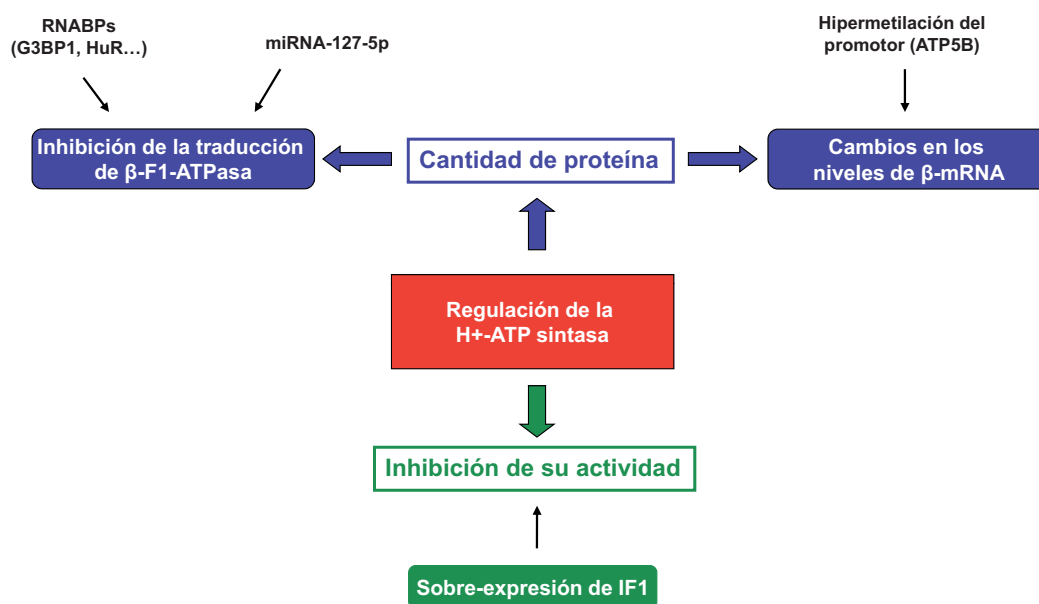 RNABPs
(G3BP1, HuR...)
miRNA-127-5p
Hipermetilación del
promotor (ATP5B)
Inhibición de la traducción
de β-F1-ATPasa
Cantidad de proteína
Cambios en los
niveles de β-mRNA
Regulación de la
H+-ATP sintasa
Inhibición de su actividad
Sobre-expresión de IF1